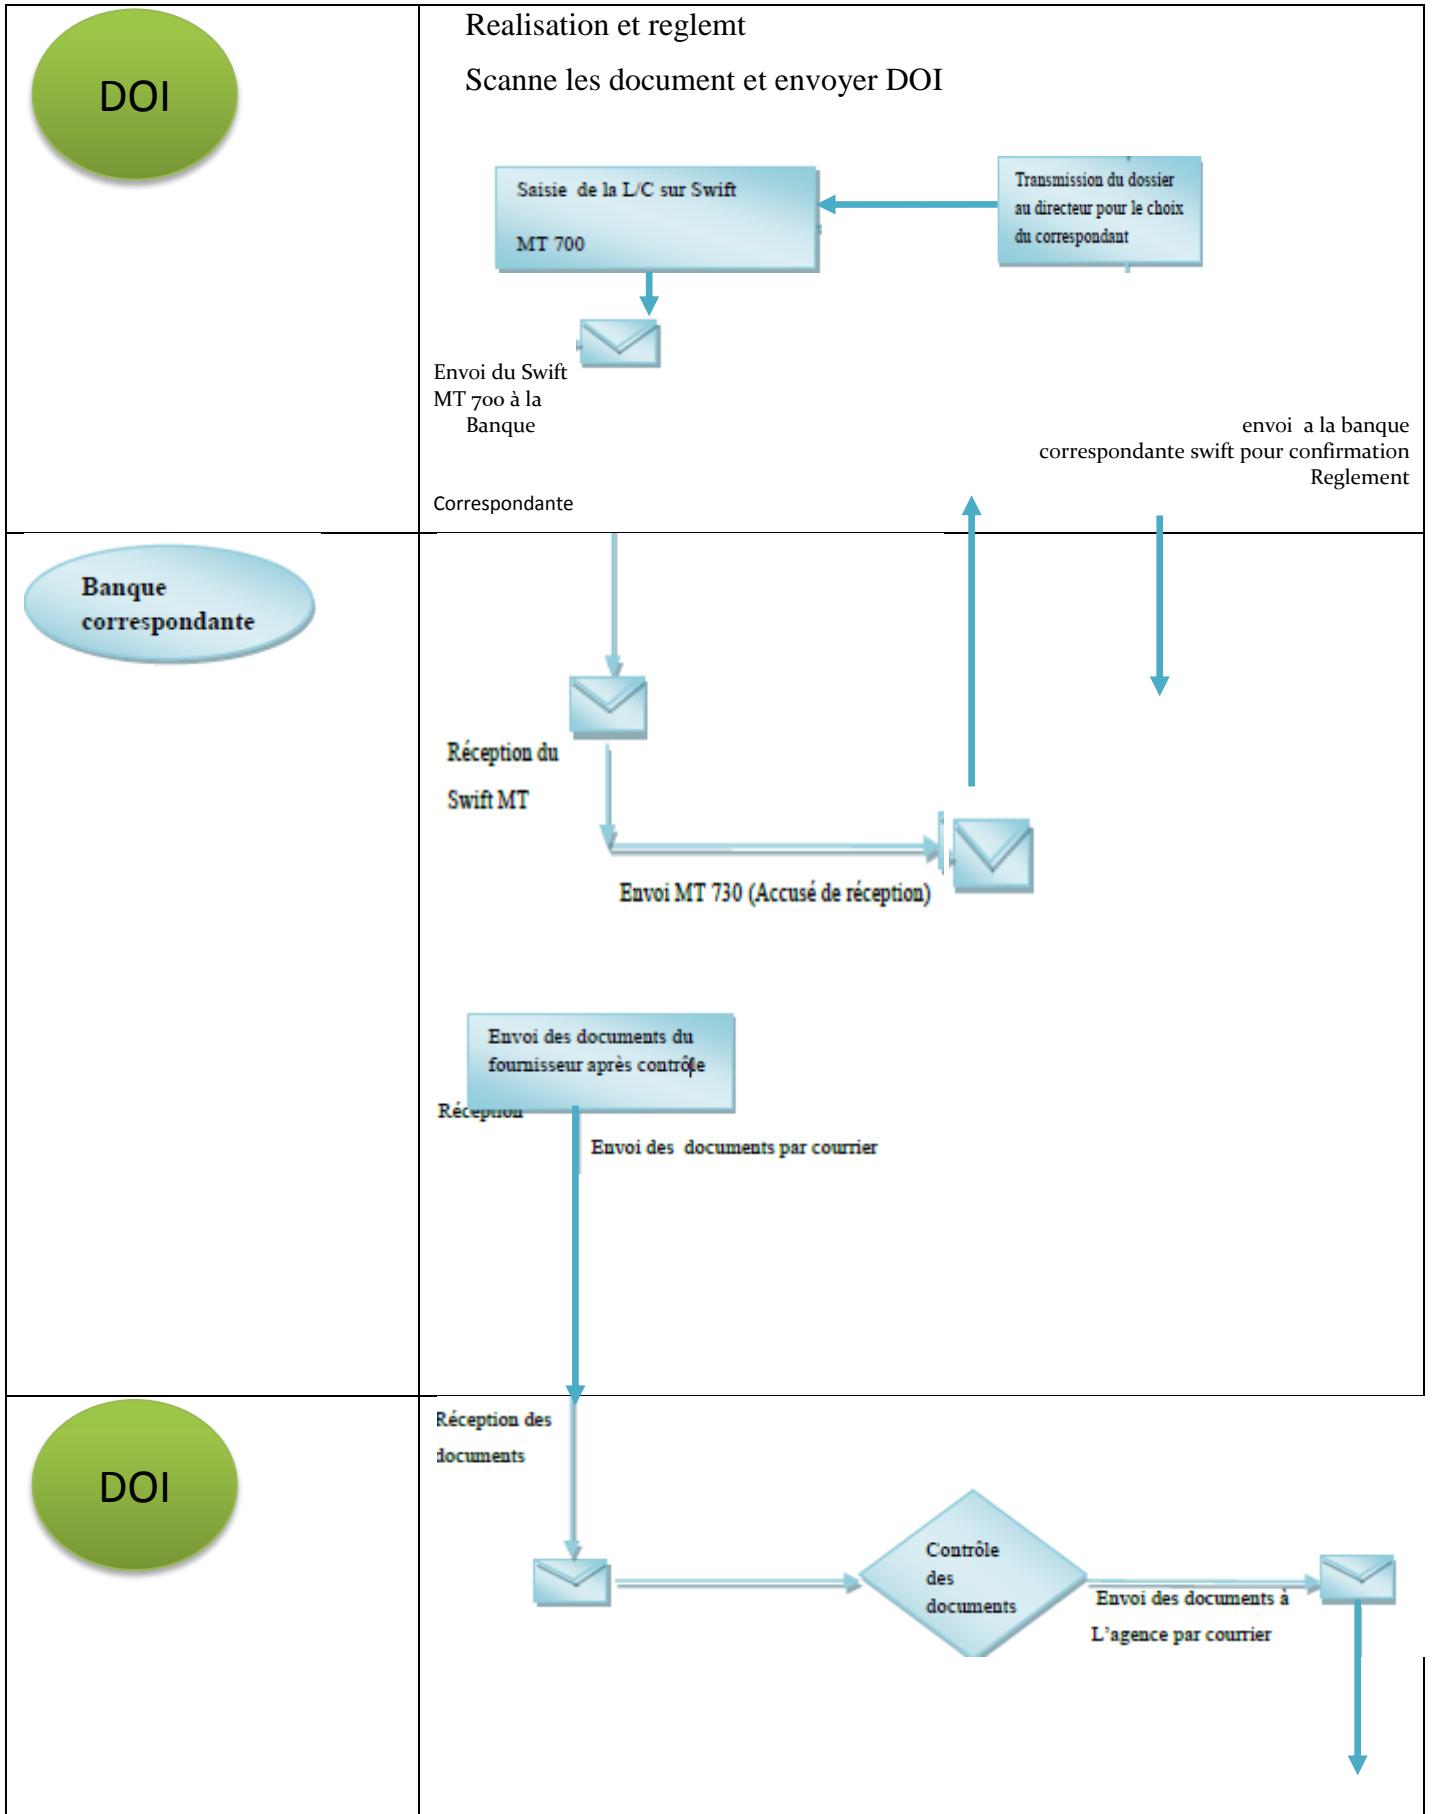 DOI
Realisation et reglemt
Scanne les document et envoyer DOI
Saisie de la L/C sur Swift
MT 700
Transmission du dossier
au directeur pour le choix
du correspondant
Envoi du Swift
MT 700 à la
Banque
Correspondante
envoi a la banque
correspondante swift pour confirmation
Reglement
Banque
correspondante
Réception du
Swift MT
Envoi MT 730 (Accusé de réception)
Envoi des documents du
fournisseur après contrôle
Réception
Envoi des documents par courrier
DOI
Réception des
documents
Contrôle
des
documents
Envoi des documents à
L’agence par courrier